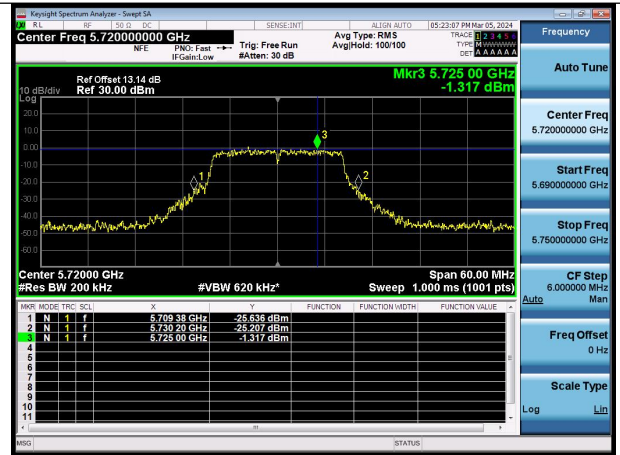 Keysight Spectrum Analyzer - Swept SA
RL RF 50 Ω DC SENSE:INT ALIGN AUTO 05:23:07 PM Mar 05, 2024
Center Freq 5.720000000 GHz
NFE PNO: Fast IFGain:Low
Trig: Free Run #Atten: 30 dB
Avg Type: RMS Avg|Hold: 100/100
TRACE 1 2 3 4 5 6
TYPE M
DET A A A A A A
Ref Offset 13.14 dB
10 dB/div Ref 30.00 dBm
Mkr3 5.725 00 GHz
-1.317 dBm
Log
20.0
10.0
0.00
-10.0
-20.0
-30.0
-40.0
-50.0
-60.0
1
2
3
Center 5.72000 GHz Span 60.00 MHz
#Res BW 200 kHz #VBW 620 kHz* Sweep 1.000 ms (1001 pts)
MKR MODE TRC SCL X Y FUNCTION FUNCTION WIDTH FUNCTION VALUE
1 N 1 f 5.709 38 GHz -25.636 dBm
2 N 1 f 5.730 20 GHz -25.207 dBm
3 N 1 f 5.725 00 GHz -1.317 dBm
4
5
6
7
8
9
10
11
MSG STATUS
Frequency
Auto Tune
Center Freq
5.720000000 GHz
Start Freq
5.690000000 GHz
Stop Freq
5.750000000 GHz
CF Step
6.000000 MHz
Auto Man
Freq Offset
0 Hz
Scale Type
Log Lin